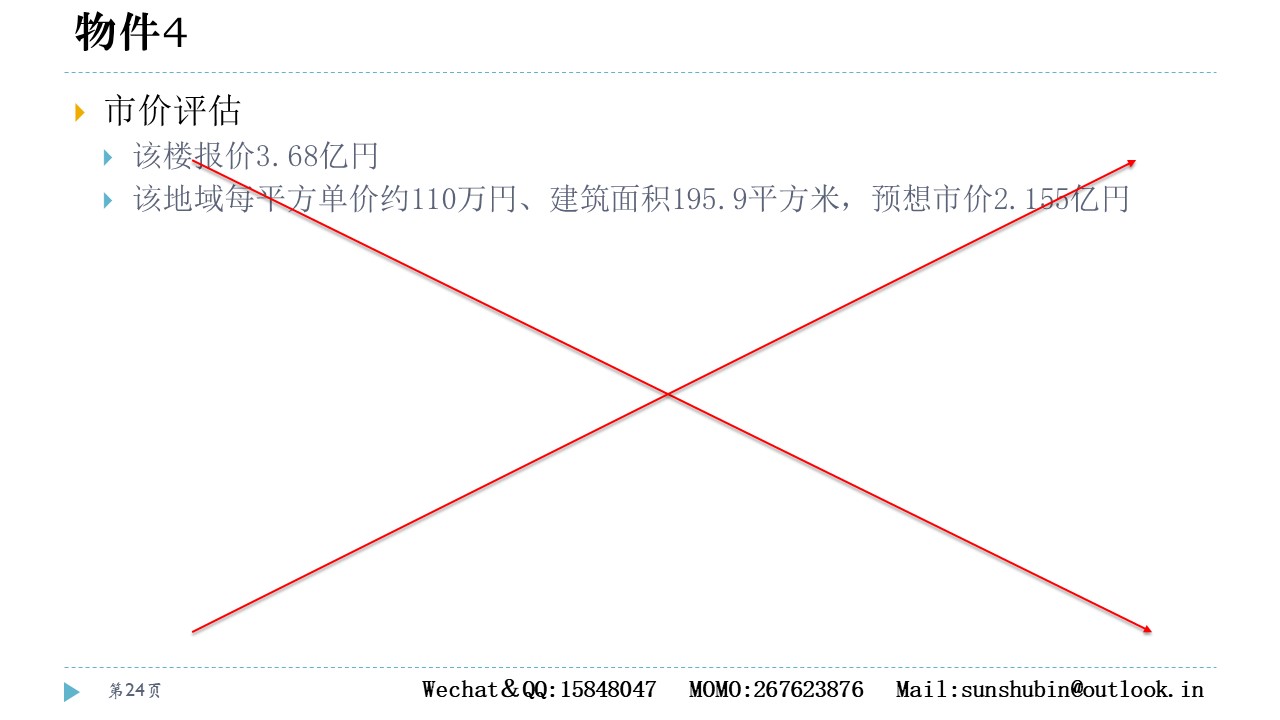 物件4
市价评估
该楼报价3.68亿円
该地域每平方单价约110万円、建筑面积195.9平方米，预想市价2.155亿円
第24页
Wechat&QQ:15848047 MOMO:267623876 Mail:sunshubin@outlook.in